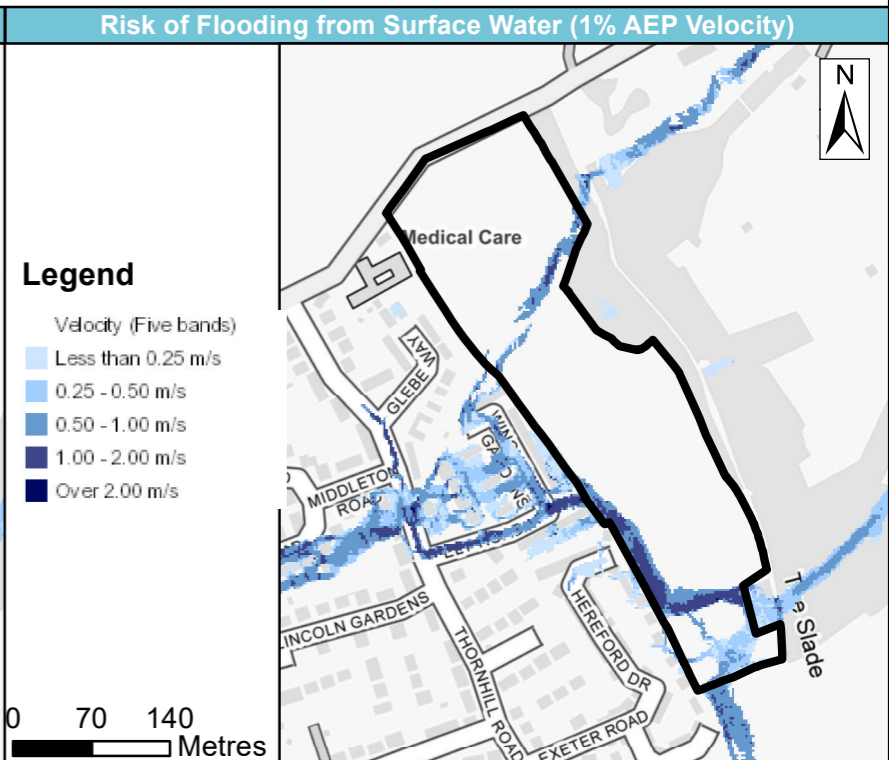 Risk of Flooding from Surface Water (1% AEP Velocity)
N
Medical Care
Legend
Velocity (Five bands)
Less than 0.25 m/s
0.25 - 0.50 m/s
0.50 - 1.00 m/s
1.00 - 2.00 m/s
Over 2.00 m/s
GLEBE WAY
MIDDLETON
ROAD
HEREFORD DR
The Slade
LINCOLN GARDENS
THORNHILL ROAD
EXETER ROAD
0 70 140
Metres